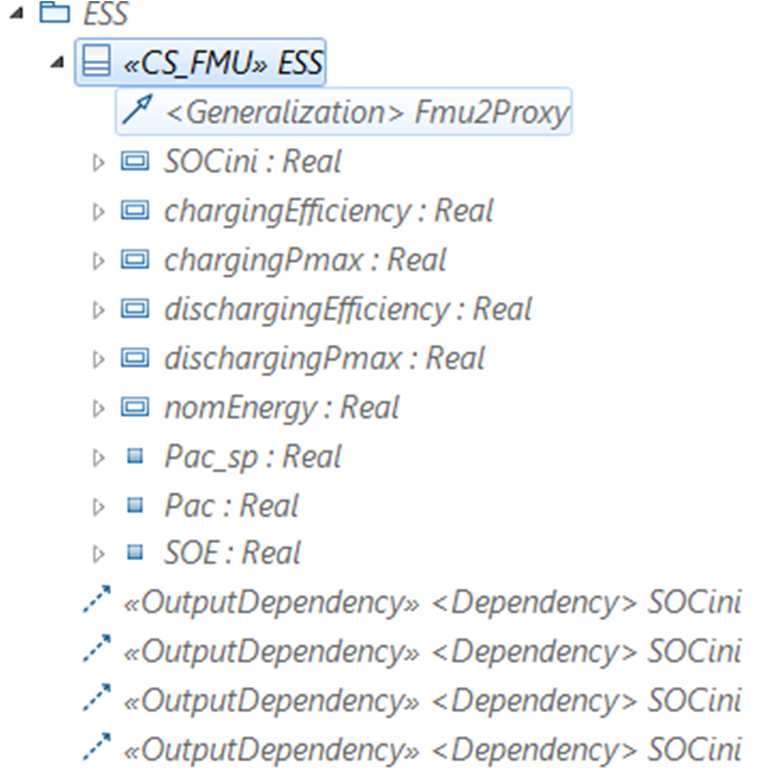 ESS
«CS_FMU» ESS
<Generalization> Fmu2Proxy
SOCini : Real
chargingEfficiency : Real
chargingPmax : Real
dischargingEfficiency : Real
dischargingPmax : Real
nomEnergy : Real
Pac_sp : Real
Pac : Real
SOE : Real
«OutputDependency» <Dependency> SOCini
«OutputDependency» <Dependency> SOCini
«OutputDependency» <Dependency> SOCini
«OutputDependency» <Dependency> SOCini